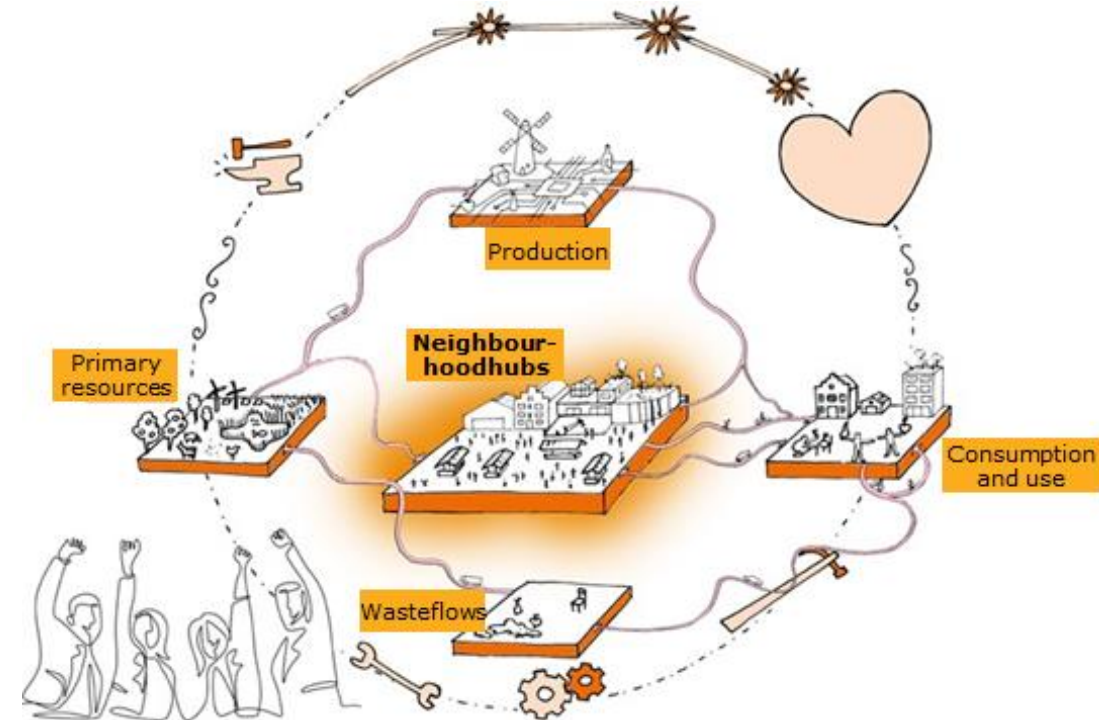 Production
Neighbour-
hoodhubs
Primary
resources
Consumption
and use
Wasteflows